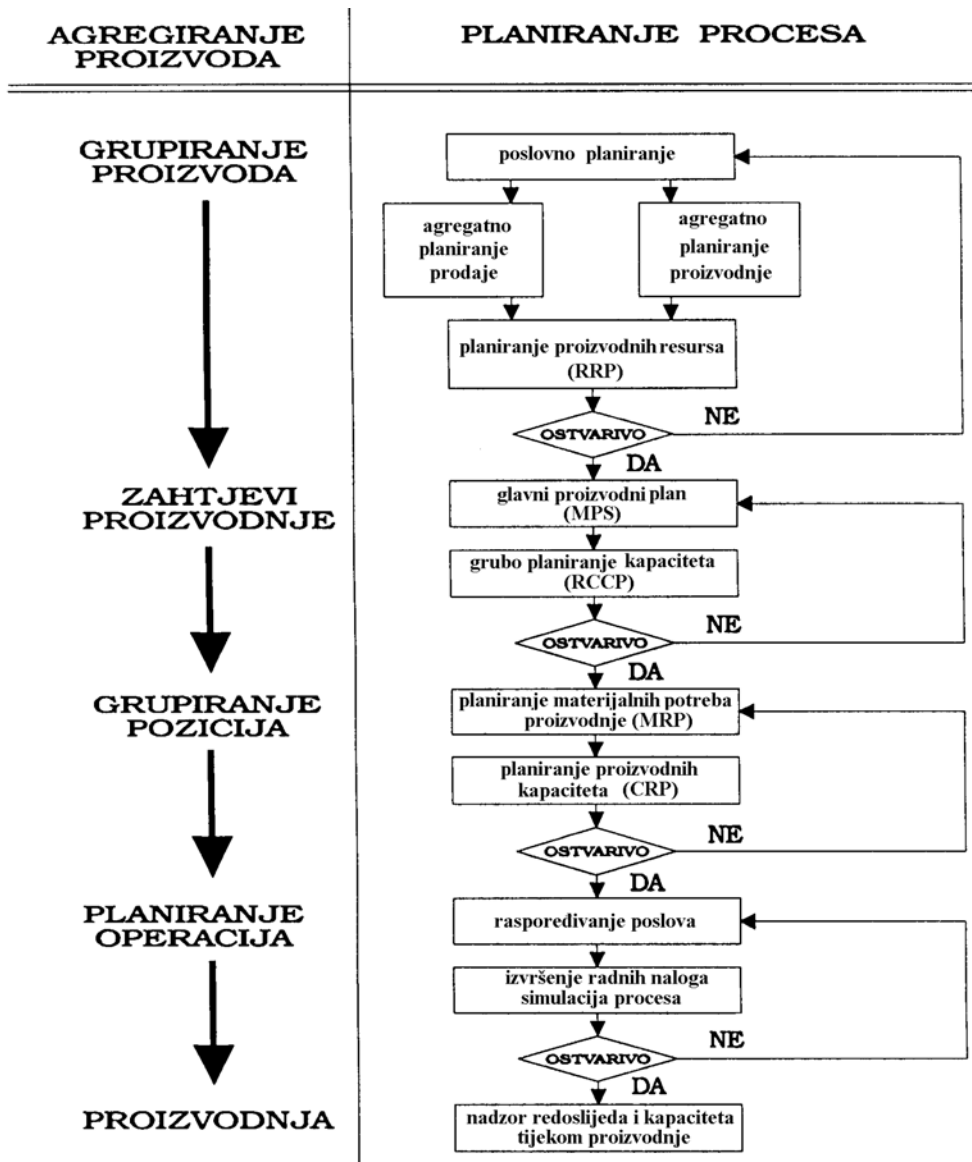 AGREGIRANJE
PROIZVODA
PLANIRANJE PROCESA
GRUPIRANJE
PROIZVODA
ZAHTJEVI
PROIZVODNJE
GRUPIRANJE
POZICIJA
PLANIRANJE
OPERACIJA
PROIZVODNJA
poslovno planiranje
agregatno
planiranje
prodaje
agregatno
planiranje
proizvodnje
planiranje proizvodnih resursa
(RRP)
OSTVARIVO
NE
DA
glavni proizvodni plan
(MPS)
grubo planiranje kapaciteta
(RCCP)
OSTVARIVO
NE
DA
planiranje materijalnih potreba
proizvodnje (MRP)
planiranje proizvodnih
kapaciteta (CRP)
OSTVARIVO
NE
DA
raspoređivanje poslova
izvršenje radnih naloga
simulacija procesa
OSTVARIVO
NE
DA
nadzor redoslijeda i kapaciteta
tijekom proizvodnje